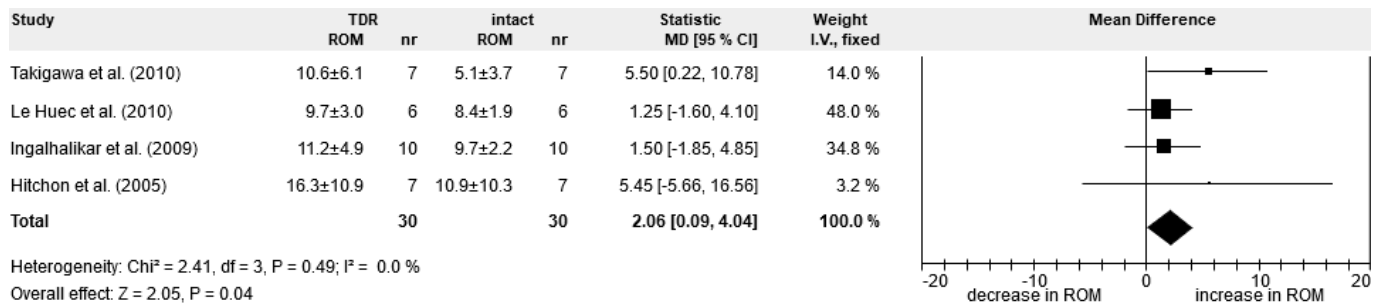 Study TDR intact Statistic Weight Mean Difference
ROM nr ROM nr MD [95 % CI] I.V., fixed
Takigawa et al. (2010) 10.6±6.1 7 5.1±3.7 7 5.50 [0.22, 10.78] 14.0 %
Le Huec et al. (2010) 9.7±3.0 6 8.4±1.9 6 1.25 [-1.60, 4.10] 48.0 %
Ingalhalikar et al. (2009) 11.2±4.9 10 9.7±2.2 10 1.50 [-1.85, 4.85] 34.8 %
Hitchon et al. (2005) 16.3±10.9 7 10.9±10.3 7 5.45 [-5.66, 16.56] 3.2 %
Total 30 30 2.06 [0.09, 4.04] 100.0 %
Heterogeneity: Chi² = 2.41, df = 3, P = 0.49; I² = 0.0 %
Overall effect: Z = 2.05, P = 0.04
-20 -10 0 10 20
decrease in ROM increase in ROM